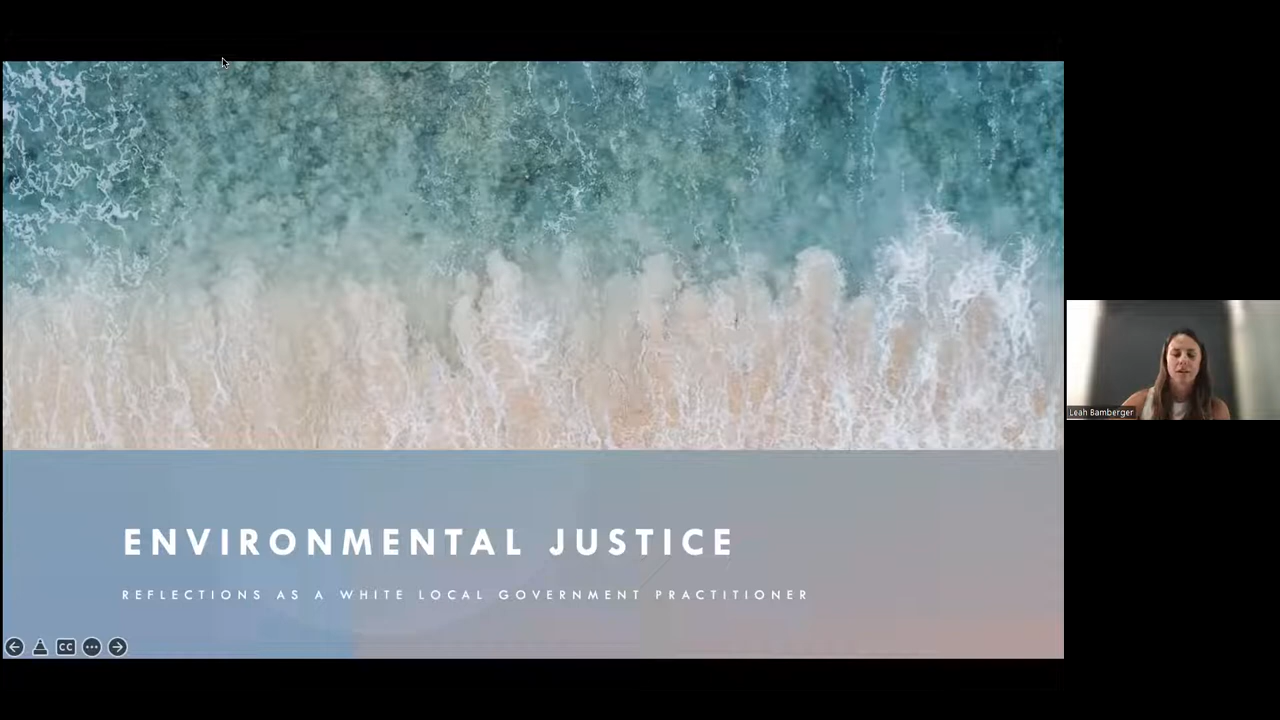 ENVIRONMENTAL JUSTICE
REFLECTIONS AS A WHITE LOCAL GOVERNMENT PRACTITIONER
Leah Bamberger
CC